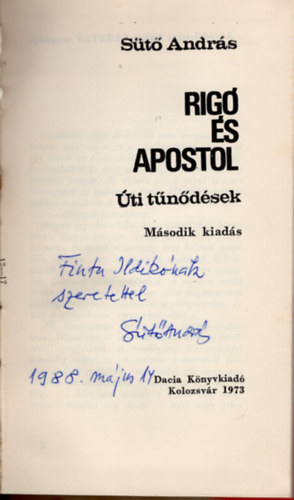 Sütő András
RIGÓ
ÉS
APOSTOL
Úti tűnődések
Második kiadás
Fintu Ildikónak
szeretettel
Sütő András
1988. május 14
Dacia Könyvkiadó
Kolozsvár 1973